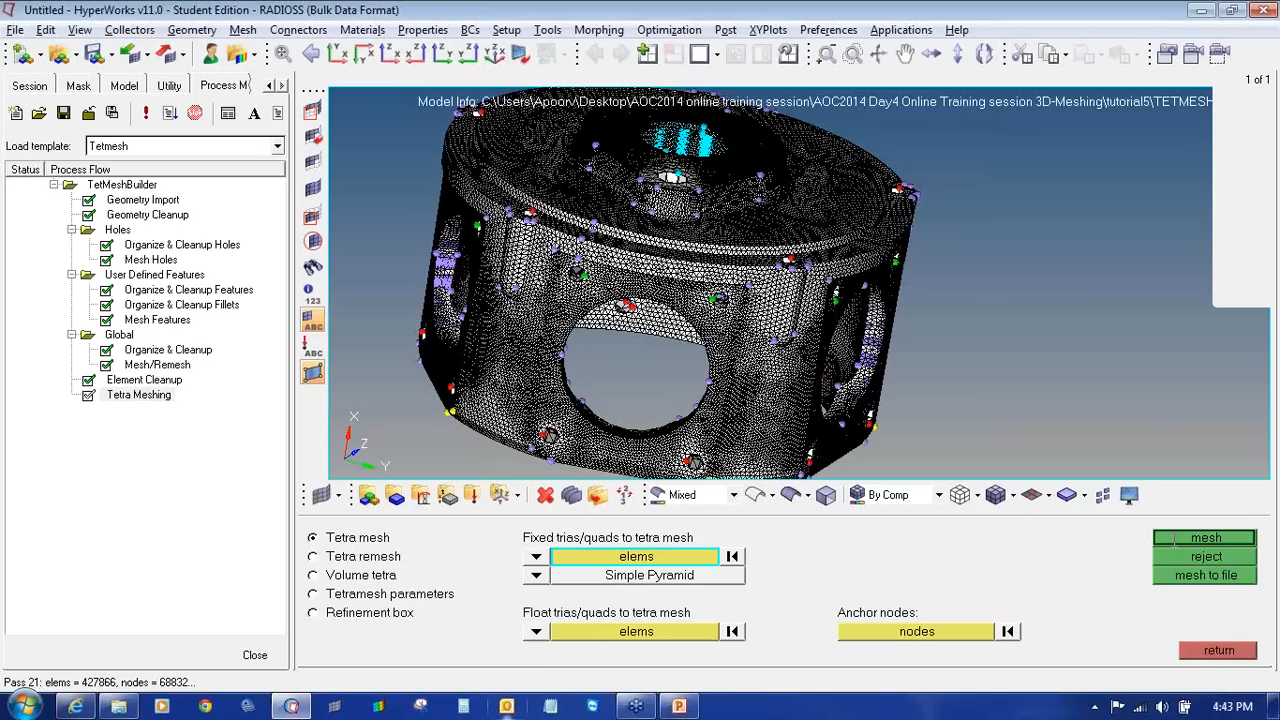 Untitled - HyperWorks v11.0 - Student Edition - RADIOSS (Bulk Data Format)
File Edit View Collectors Geometry Mesh Connectors Materials Properties BCs Setup Tools Morphing Optimization Post XYPlots Preferences Applications Help
Session Mask Model Utility Process M
1 of 1
Model Info: C:\Users\Apoorv\Desktop\AOC2014 online training session\AOC2014 Day4 Online Training session 3D-Meshing\tutorial5\TETMESH
Load template: Tetmesh
Status Process Flow
TetMeshBuilder
Geometry Import
Geometry Cleanup
Holes
Organize & Cleanup Holes
Mesh Holes
User Defined Features
Organize & Cleanup Features
Organize & Cleanup Fillets
Mesh Features
Global
Organize & Cleanup
Mesh/Remesh
Element Cleanup
Tetra Meshing
123
ABC
ABC
X
Z
Y
Mixed
By Comp
Tetra mesh
Tetra remesh
Volume tetra
Tetramesh parameters
Refinement box
Fixed trias/quads to tetra mesh
elems
Simple Pyramid
Float trias/quads to tetra mesh
elems
Anchor nodes:
nodes
mesh
reject
mesh to file
return
Close
Pass 21: elems = 427866, nodes = 68832...
4:43 PM